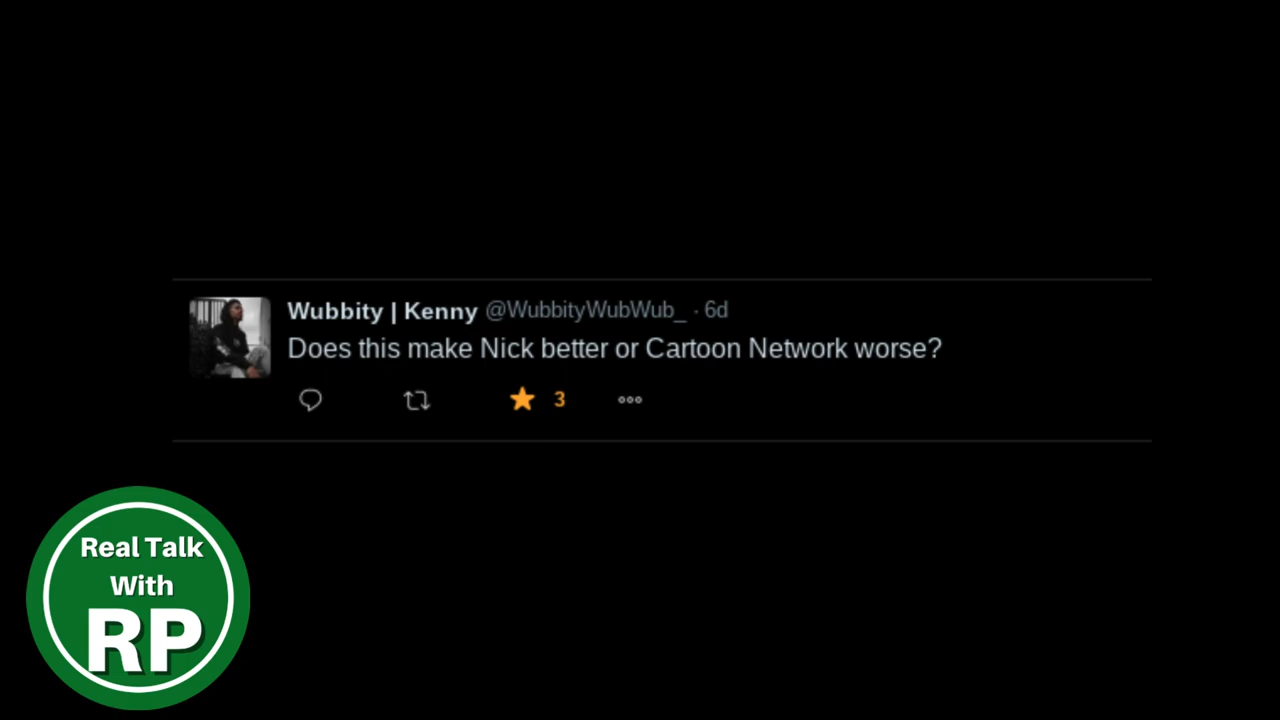 Wubbity | Kenny @WubbityWubWub_ · 6d
Does this make Nick better or Cartoon Network worse?
3
Real Talk
With
RP